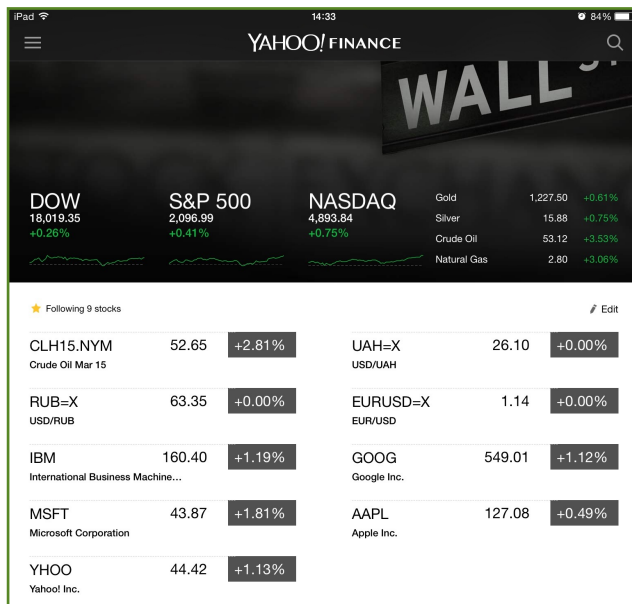 iPad 14:33 84%
YAHOO! FINANCE
WALL ST
DOW S&P 500 NASDAQ
18,019.35 2,096.99 4,893.84
+0.26% +0.41% +0.75%
Gold 1,227.50 +0.61%
Silver 15.88 +0.75%
Crude Oil 53.12 +3.53%
Natural Gas 2.80 +3.06%
Following 9 stocks Edit
CLH15.NYM 52.65 +2.81% UAH=X 26.10 +0.00%
Crude Oil Mar 15 USD/UAH
RUB=X 63.35 +0.00% EURUSD=X 1.14 +0.00%
USD/RUB EUR/USD
IBM 160.40 +1.19% GOOG 549.01 +1.12%
International Business Machine... Google Inc.
MSFT 43.87 +1.81% AAPL 127.08 +0.49%
Microsoft Corporation Apple Inc.
YHOO 44.42 +1.13%
Yahoo! Inc.